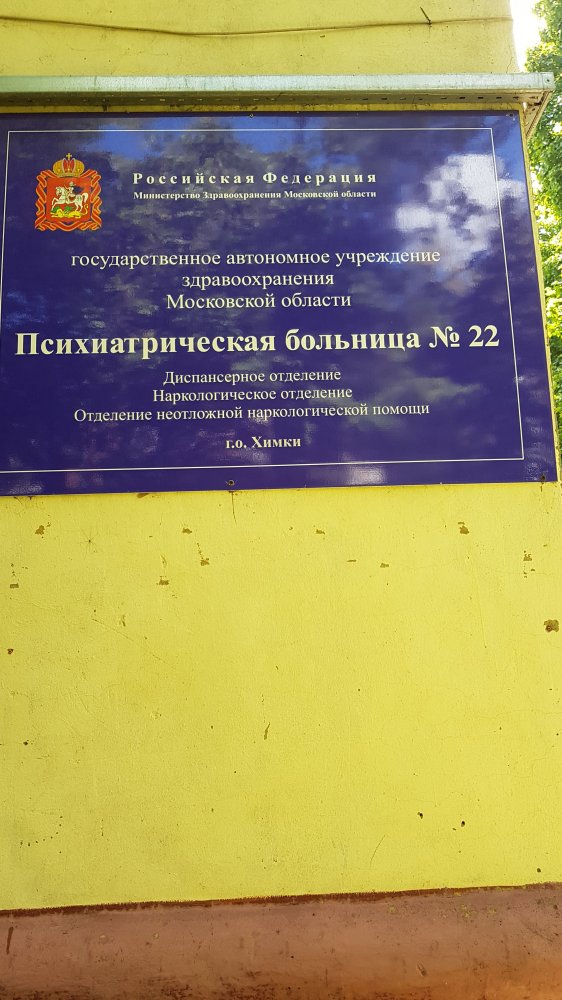 Российская Федерация
Министерство Здравоохранения Московской области
государственное автономное учреждение
здравоохранения
Московской области
Психиатрическая больница № 22
Диспансерное отделение
Наркологическое отделение
Отделение неотложной наркологической помощи
г.о. Химки